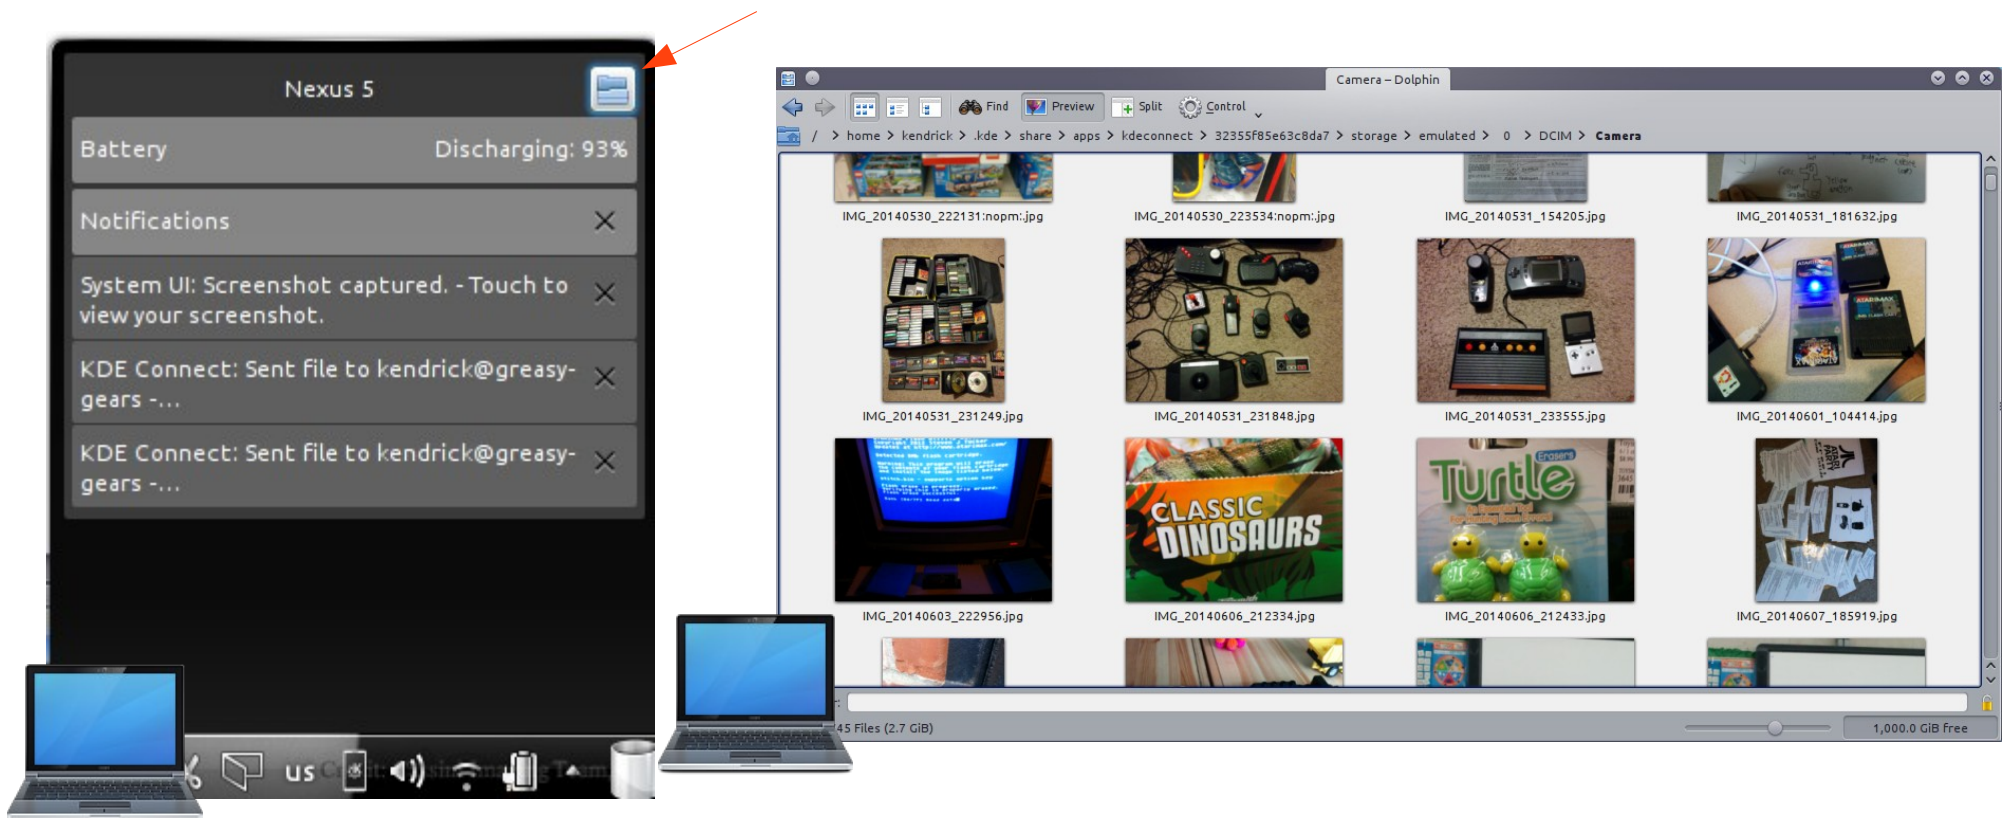 Nexus 5
Battery Discharging: 93%
Notifications
System UI: Screenshot captured. - Touch to
view your screenshot.
KDE Connect: Sent file to kendrick@greasy-
gears -...
KDE Connect: Sent file to kendrick@greasy-
gears -...
us
Camera – Dolphin
Find Preview Split Control
/ > home > kendrick > .kde > share > apps > kdeconnect > 32355f85e63c8da7 > storage > emulated > 0 > DCIM > Camera
IMG_20140530_222131:nopm:.jpg IMG_20140530_223534:nopm:.jpg IMG_20140531_154205.jpg IMG_20140531_181632.jpg
IMG_20140531_231249.jpg IMG_20140531_231848.jpg IMG_20140531_233555.jpg IMG_20140601_104414.jpg
CLASSIC
DINOSAURS
Erasers
Turtle
ATARI
PARTY
IMG_20140603_222956.jpg IMG_20140606_212334.jpg IMG_20140606_212433.jpg IMG_20140607_185919.jpg
45 Files (2.7 GiB) 1,000.0 GiB free